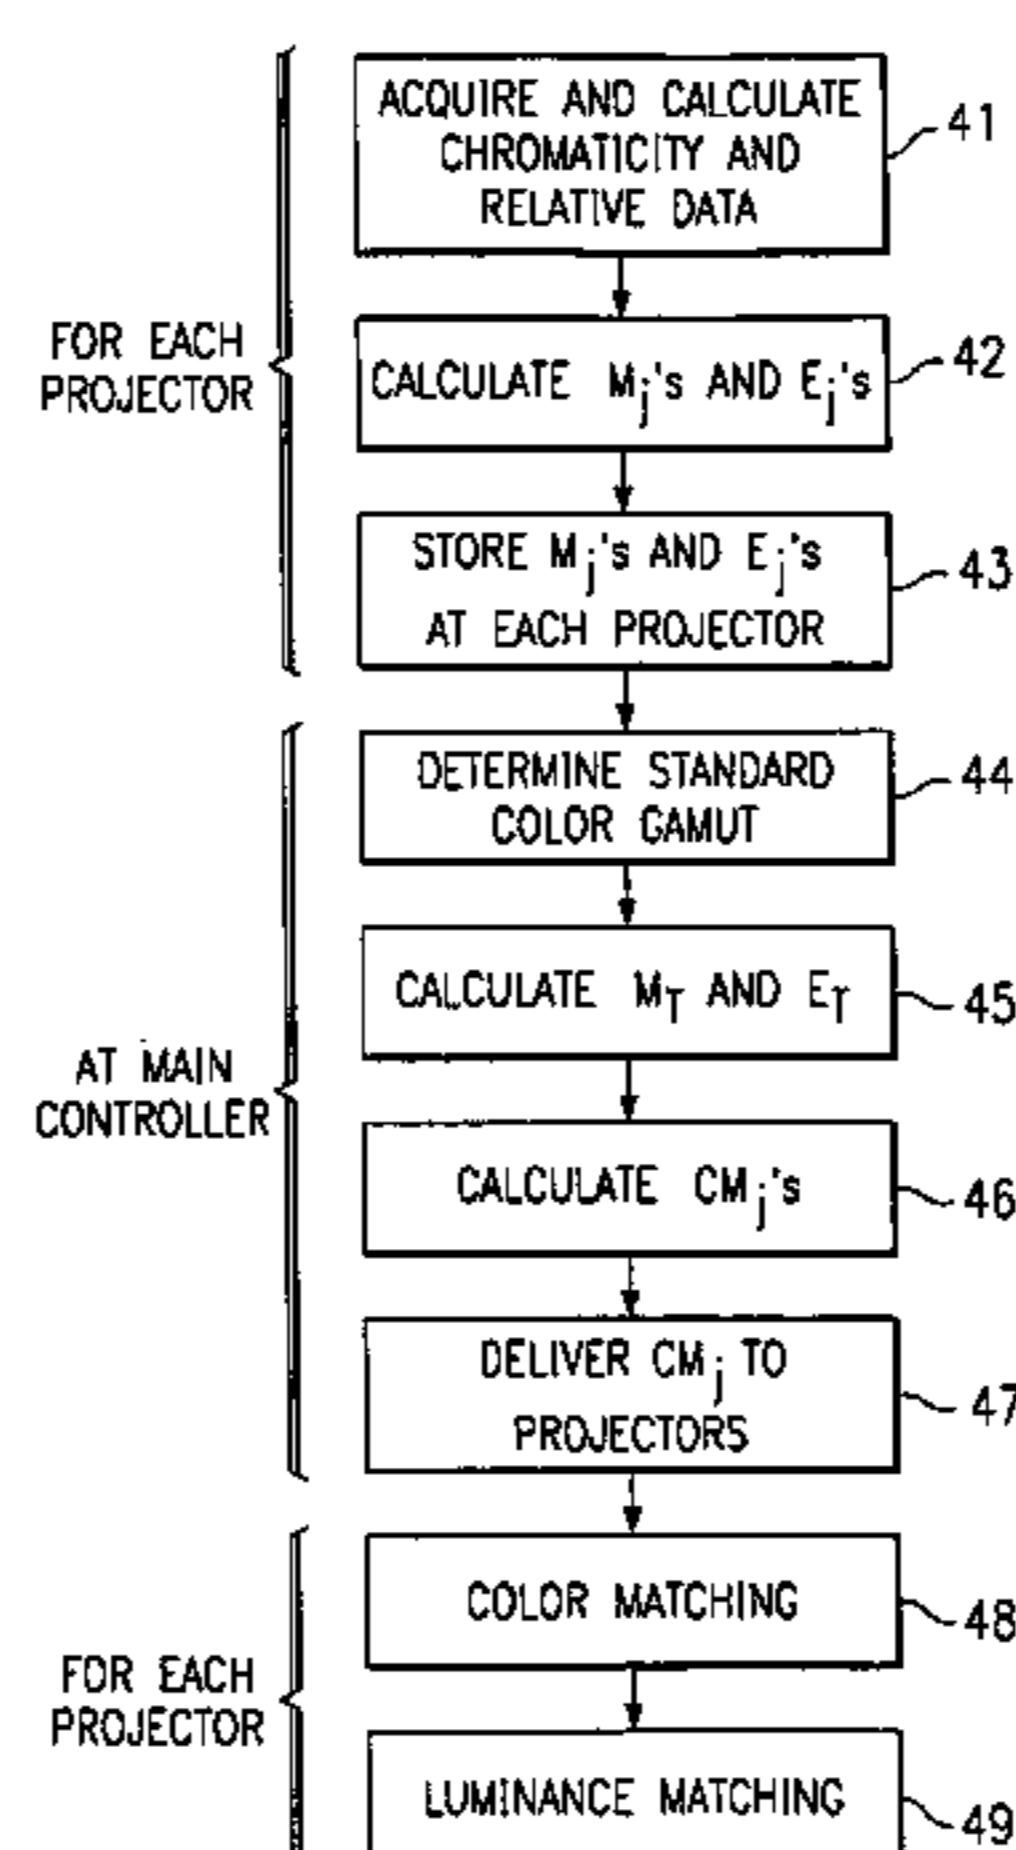 FOR EACH
PROJECTOR
ACQUIRE AND CALCULATE
CHROMATICITY AND
RELATIVE DATA
41
CALCULATE Mj's AND Ej's
42
STORE Mj's AND Ej's
AT EACH PROJECTOR
43
AT MAIN
CONTROLLER
DETERMINE STANDARD
COLOR GAMUT
44
CALCULATE MT AND ET
45
CALCULATE CMj's
46
DELIVER CMj TO
PROJECTORS
47
FOR EACH
PROJECTOR
COLOR MATCHING
48
LUMINANCE MATCHING
49